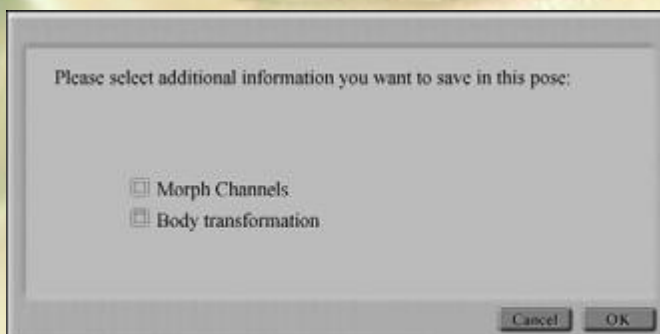 Please select additional information you want to save in this pose:
Morph Channels
Body transformation
Cancel OK